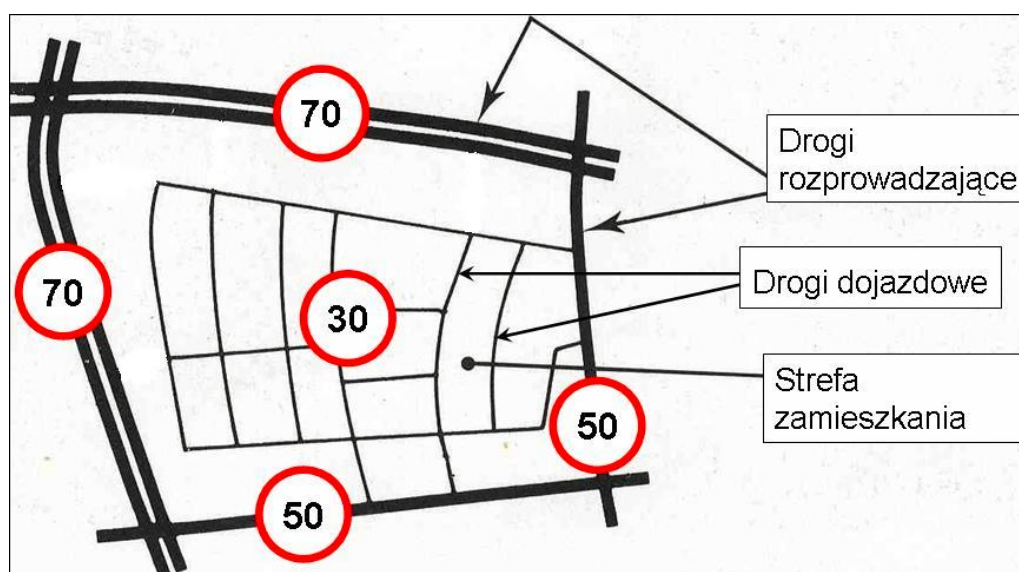 70
Drogi
rozprowadzające
70
30
Drogi dojazdowe
Strefa
zamieszkania
50
50